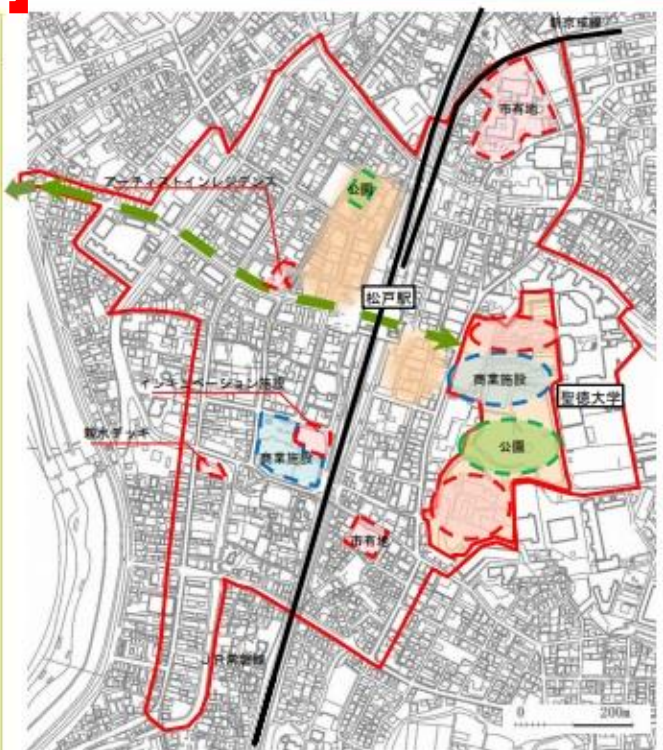 新京成線
市有地
アーティストインレジデンス
公園
松戸駅
商業施設
聖徳大学
インキュベーション施設
公園
親水デッキ
商業施設
市有地
JR常磐線
0 200m